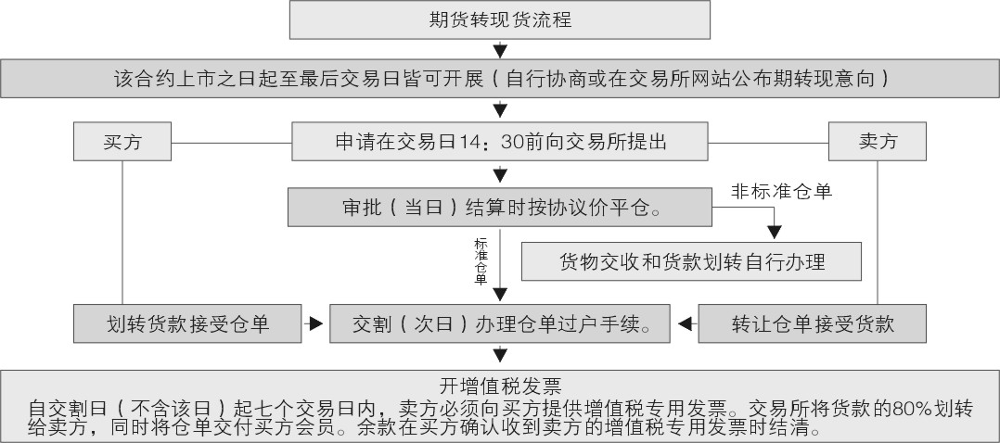 期货转现货流程
该合约上市之日起至最后交易日皆可开展（自行协商或在交易所网站公布期转现意向）
买方
申请在交易日14：30前向交易所提出
卖方
审批（当日）结算时按协议价平仓。
非标准仓单
标准仓单
货物交收和货款划转自行办理
划转货款接受仓单
交割（次日）办理仓单过户手续。
转让仓单接受货款
开增值税发票
自交割日（不含该日）起七个交易日内，卖方必须向买方提供增值税专用发票。交易所将货款的80%划转
给卖方，同时将仓单交付买方会员。余款在买方确认收到卖方的增值税专用发票时结清。